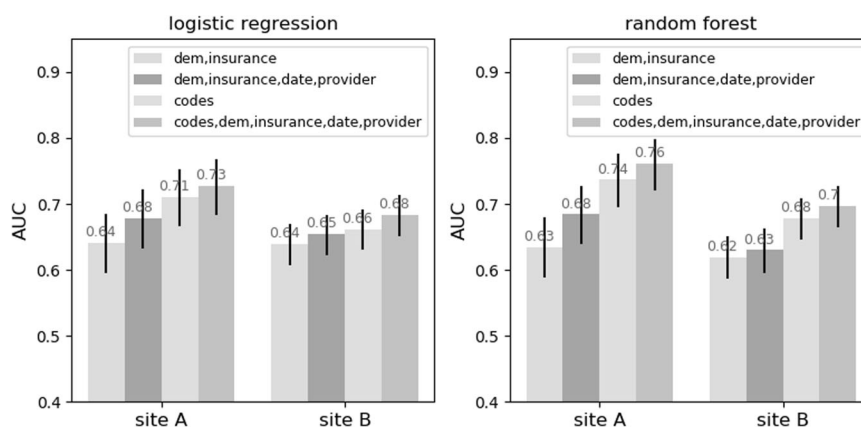 logistic regression
dem,insurance
dem,insurance,date,provider
codes
codes,dem,insurance,date,provider
0.9
0.8
0.7
0.6
0.5
0.4
AUC
0.64
0.68
0.71
0.73
0.64
0.65
0.66
0.68
site A
site B
random forest
dem,insurance
dem,insurance,date,provider
codes
codes,dem,insurance,date,provider
0.9
0.8
0.7
0.6
0.5
0.4
AUC
0.63
0.68
0.74
0.76
0.62
0.63
0.68
0.7
site A
site B